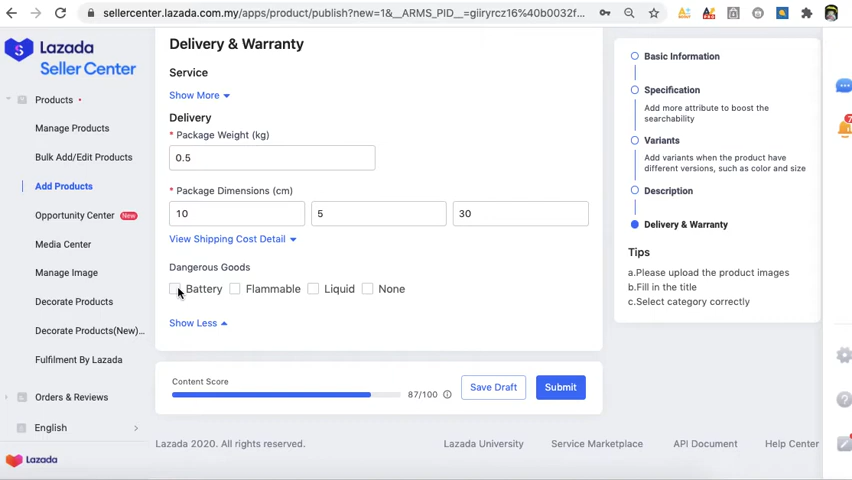 sellercenter.lazada.com.my/apps/product/publish?new=1&__ARMS_PID__=giiryrcz16%40b0032f...
Lazada
Seller Center
Products
Manage Products
Bulk Add/Edit Products
Add Products
Opportunity Center New
Media Center
Manage Image
Decorate Products
Decorate Products(New)...
Fulfilment By Lazada
Orders & Reviews
English
Lazada
Delivery & Warranty
Service
Show More
Delivery
* Package Weight (kg)
0.5
* Package Dimensions (cm)
10 5 30
View Shipping Cost Detail
Dangerous Goods
Battery Flammable Liquid None
Show Less
Content Score
87/100
Save Draft Submit
Lazada 2020. All rights reserved. Lazada University Service Marketplace API Document Help Center
Basic Information
Specification
Add more attribute to boost the
searchability
Variants
Add variants when the product have
different versions, such as color and size
Description
Delivery & Warranty
Tips
a.Please upload the product images
b.Fill in the title
c.Select category correctly